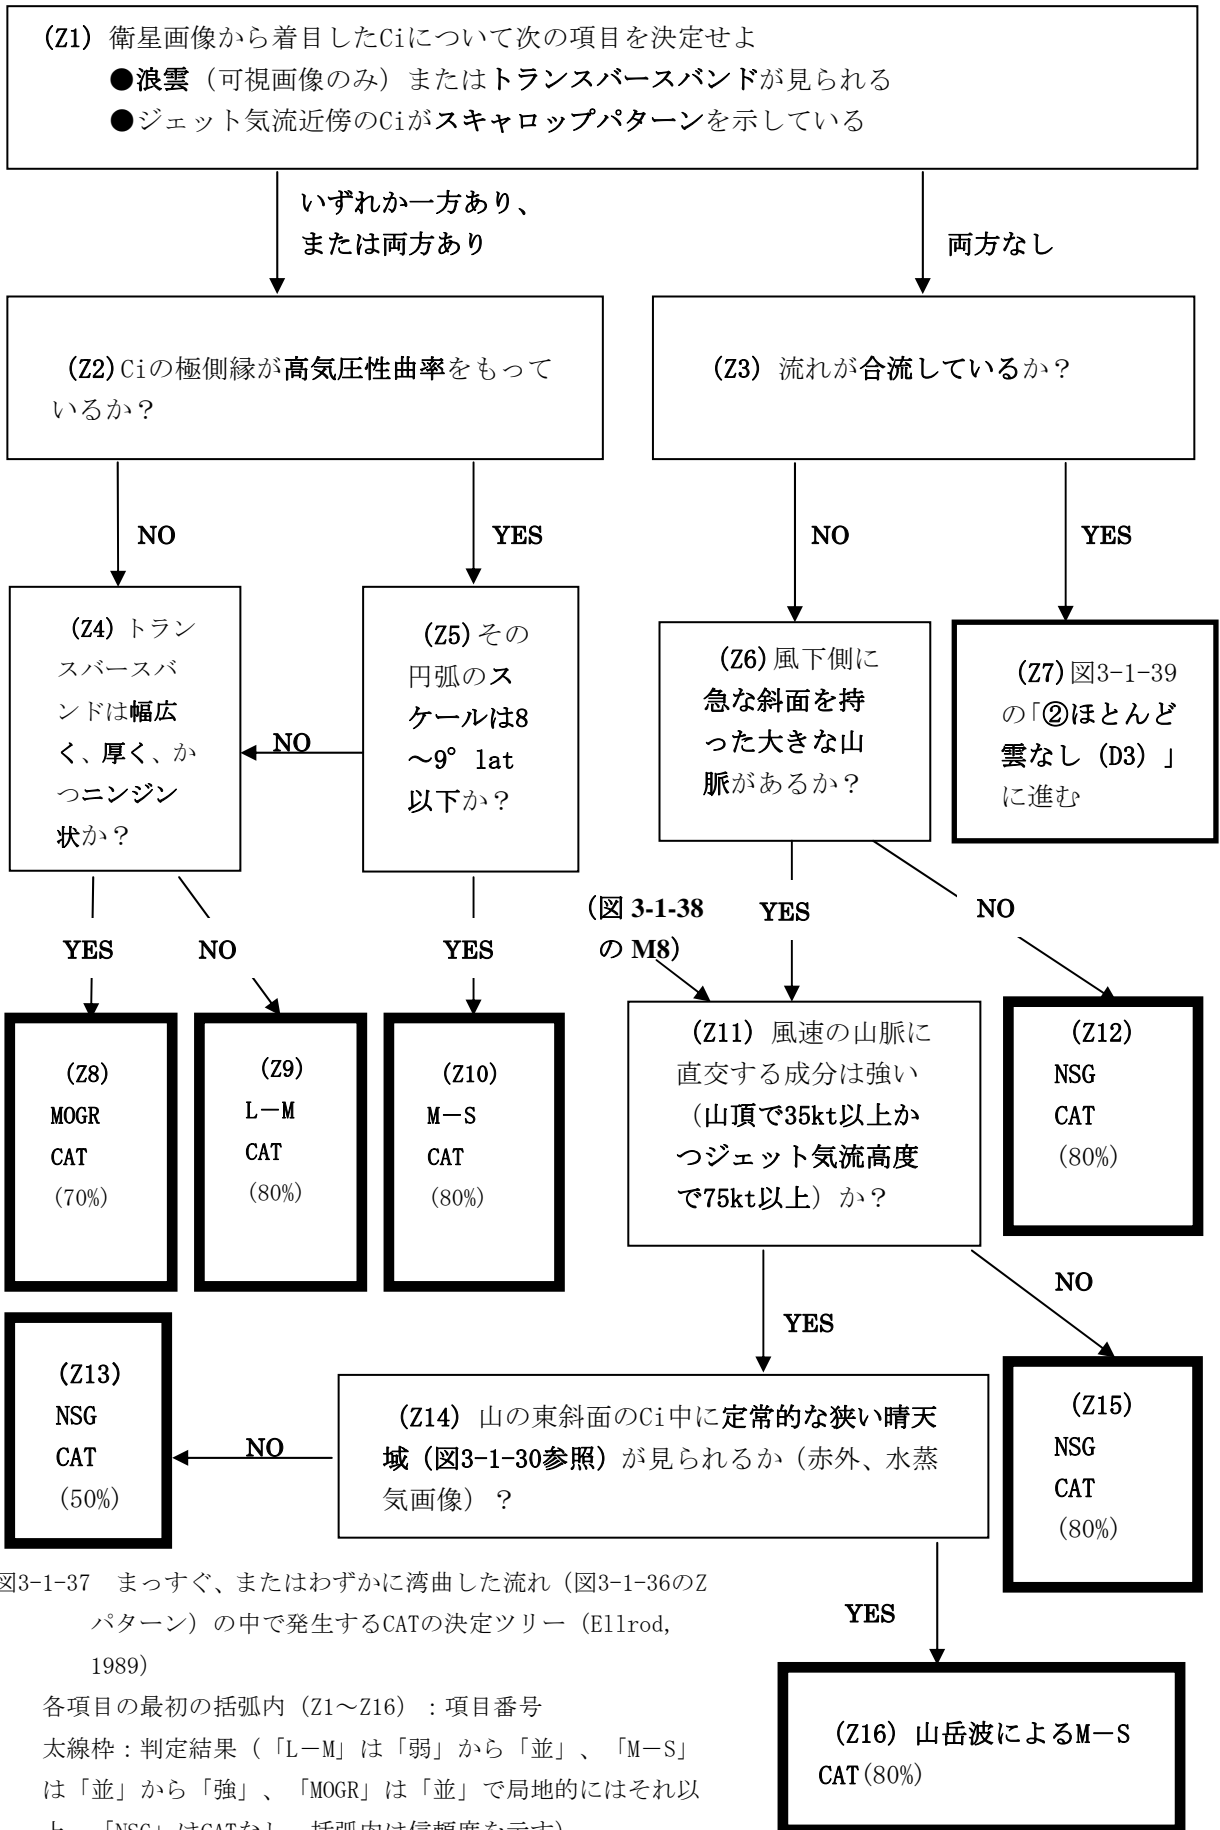 (Z1) 衛星画像から着目したCiについて次の項目を決定せよ
●浪雲（可視画像のみ）またはトランスバースバンドが見られる
●ジェット気流近傍のCiがスキャロップパターンを示している
いずれか一方あり、
または両方あり
両方なし
(Z2)Ciの極側縁が高気圧性曲率をもって
いるか？
(Z3) 流れが合流しているか？
NO
YES
NO
YES
(Z4) トラン
スバースバ
ンドは幅広
く、厚く、か
つニンジン
状か？
NO
(Z5)その
円弧のス
ケールは8
～9°lat
以下か？
(Z6)風下側に
急な斜面を持
った大きな山
脈があるか？
(Z7)図3-1-39
の「②ほとんど
雲なし（D3）」
に進む
YES
NO
YES
（図 3-1-38
の M8）
YES
NO
(Z8)
MOGR
CAT
(70%)
(Z9)
L－M
CAT
(80%)
(Z10)
M－S
CAT
(80%)
(Z11) 風速の山脈に
直交する成分は強い
（山頂で35kt以上か
つジェット気流高度
で75kt以上）か？
(Z12)
NSG
CAT
(80%)
YES
NO
(Z13)
NSG
CAT
(50%)
NO
(Z14) 山の東斜面のCi中に定常的な狭い晴天
域（図3-1-30参照）が見られるか（赤外、水蒸
気画像）？
(Z15)
NSG
CAT
(80%)
YES
図3-1-37　まっすぐ、またはわずかに湾曲した流れ（図3-1-36のZ
パターン）の中で発生するCATの決定ツリー（Ellrod,
1989）
各項目の最初の括弧内（Z1～Z16）：項目番号
太線枠：判定結果（「L－M」は「弱」から「並」、「M－S」
は「並」から「強」、「MOGR」は「並」で局地的にはそれ以
上、「NSG」はCATなし、括弧内は信頼度を示す）
(Z16) 山岳波によるM－S
CAT(80%)